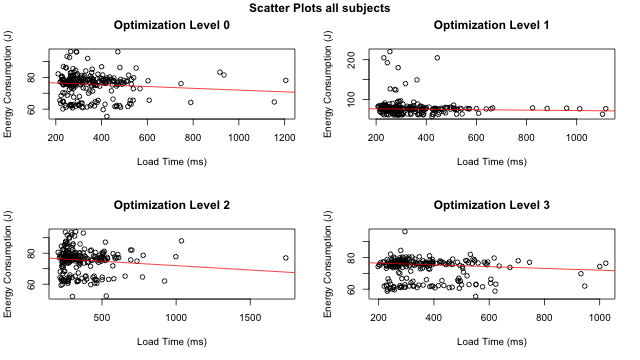 Scatter Plots all subjects
Optimization Level 0
Energy Consumption (J)
60
80
200
400
600
800
1000
1200
Load Time (ms)
Optimization Level 1
Energy Consumption (J)
100
200
200
400
600
800
1000
Load Time (ms)
Optimization Level 2
Energy Consumption (J)
60
80
500
1000
1500
Load Time (ms)
Optimization Level 3
Energy Consumption (J)
60
80
200
400
600
800
1000
Load Time (ms)